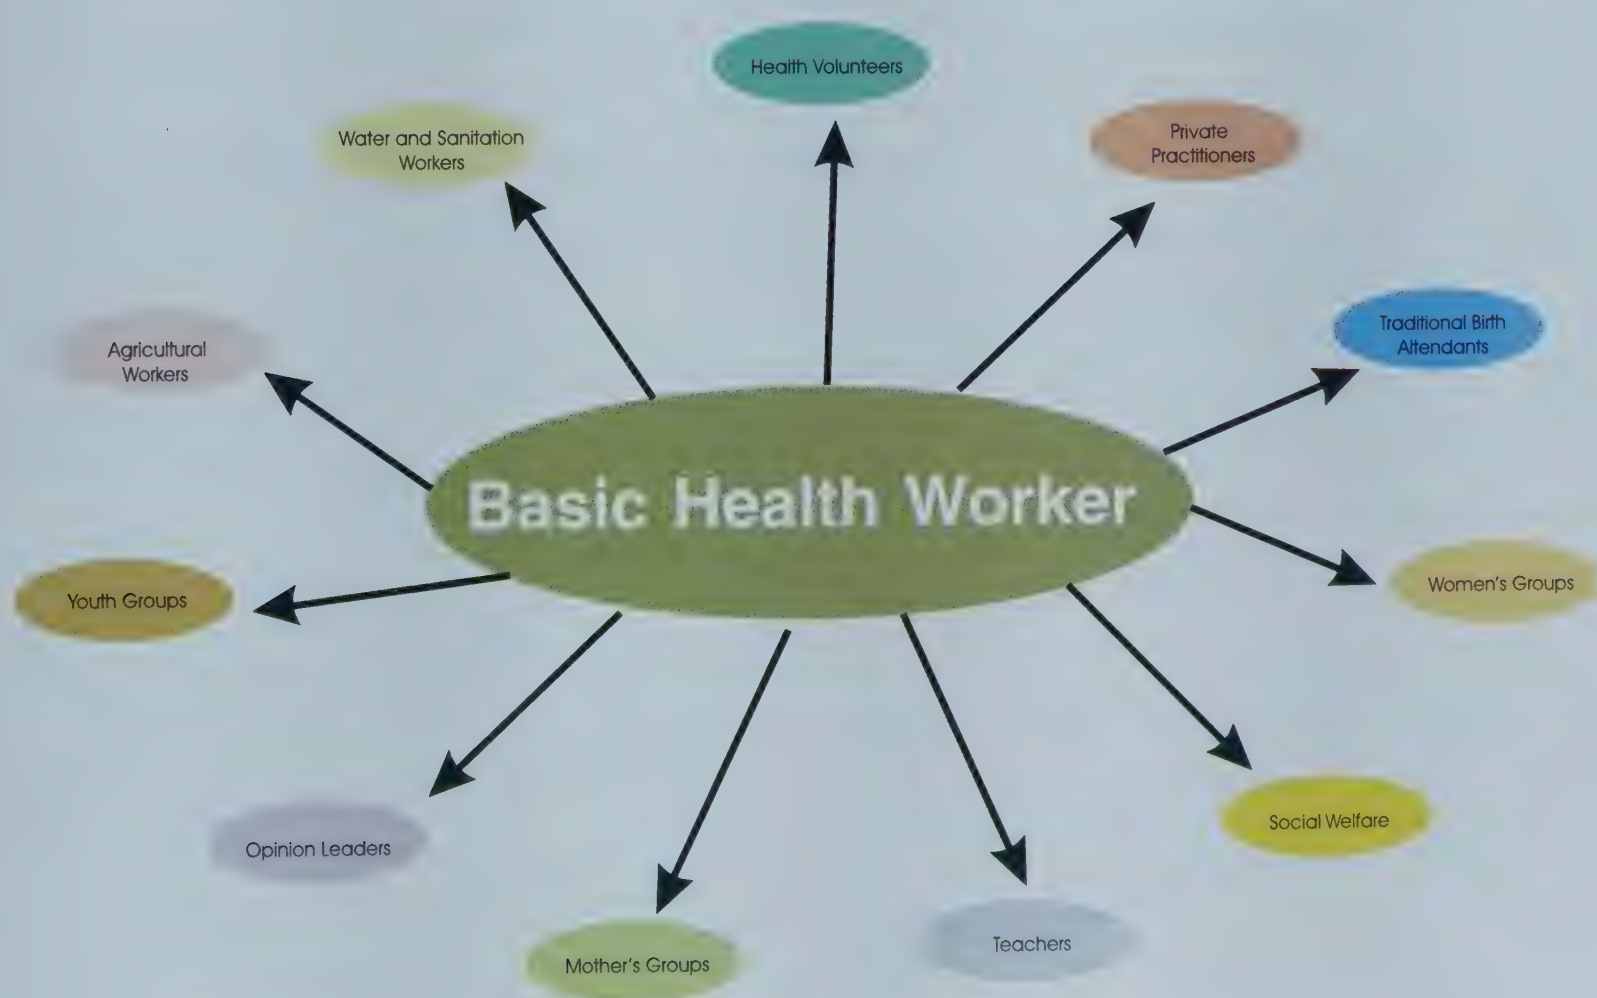 Health Volunteers
Water and Sanitation
Workers
Private
Practitioners
Traditional Birth
Attendants
Agricultural
Workers
Basic Health Worker
Women's Groups
Youth Groups
Social Welfare
Opinion Leaders
Teachers
Mother's Groups